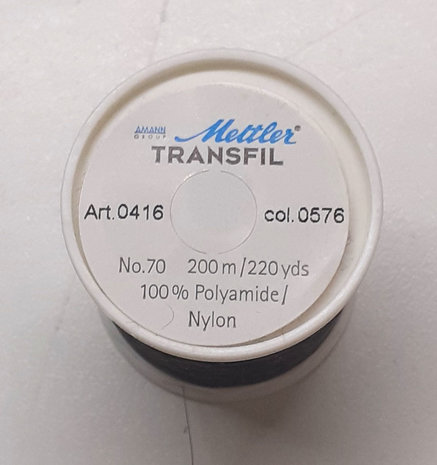 AMANN
GROUP
Mettler®
TRANSFIL
Art.0416 col.0576
No.70 200 m/220 yds
100 % Polyamide/
Nylon